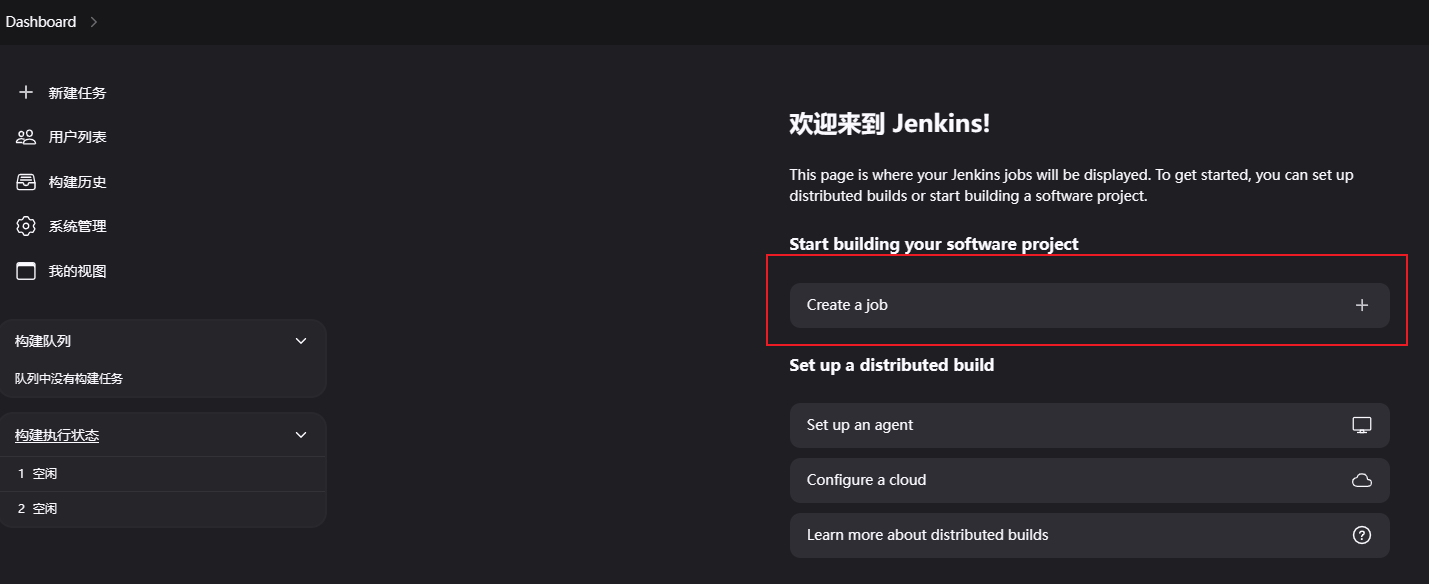 Dashboard
新建任务
用户列表
构建历史
系统管理
我的视图
构建队列
队列中没有构建任务
构建执行状态
1 空闲
2 空闲
欢迎来到 Jenkins!
This page is where your Jenkins jobs will be displayed. To get started, you can set up
distributed builds or start building a software project.
Start building your software project
Create a job
Set up a distributed build
Set up an agent
Configure a cloud
Learn more about distributed builds